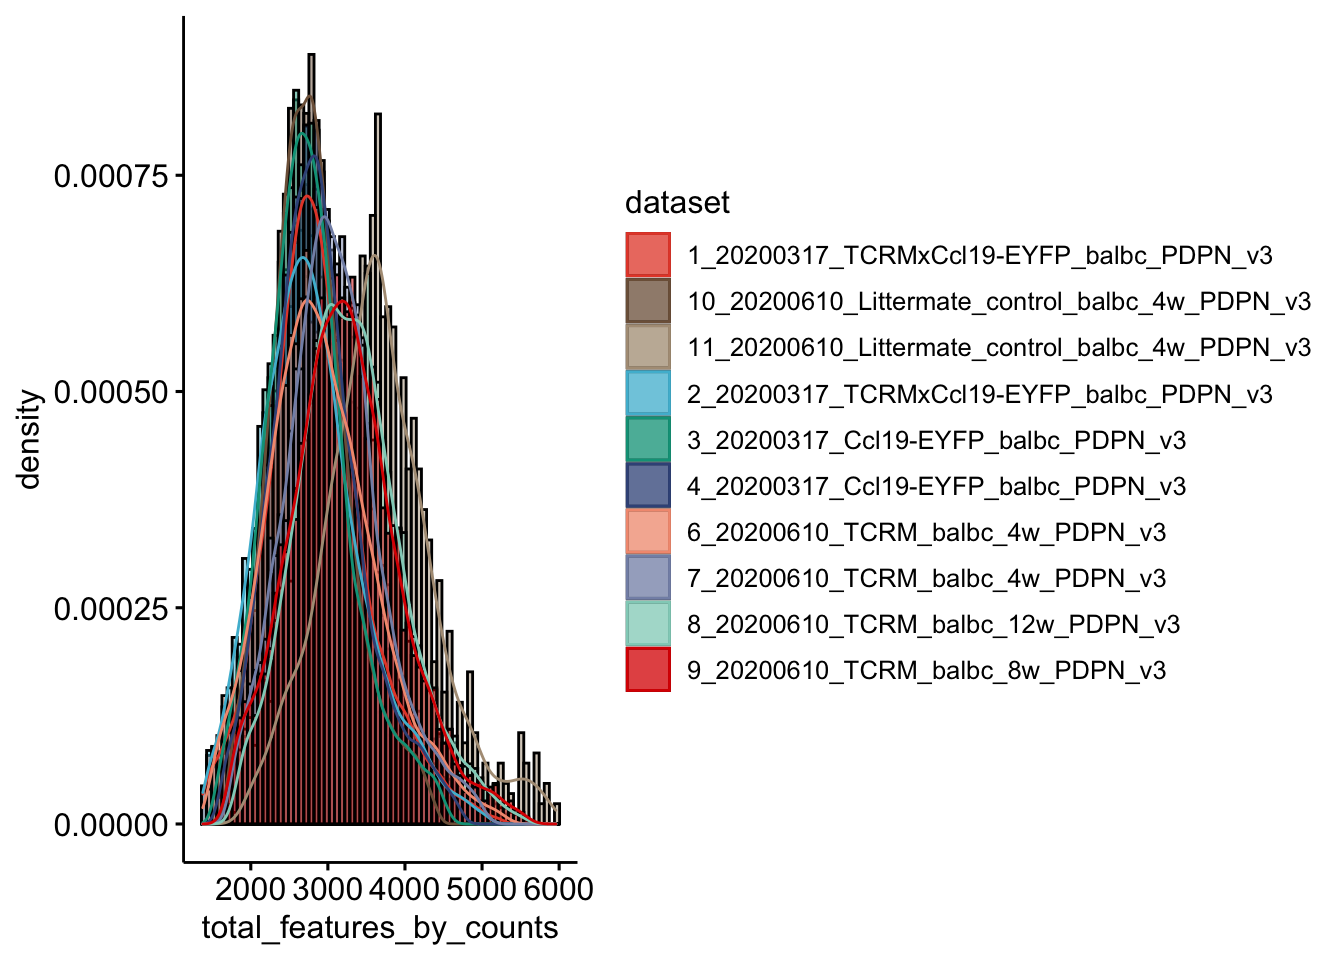 0.00075
0.00050
0.00025
0.00000
density
2000 3000 4000 5000 6000
total_features_by_counts
dataset
1_20200317_TCRMxCcl19-EYFP_balbc_PDPN_v3
10_20200610_Littermate_control_balbc_4w_PDPN_v3
11_20200610_Littermate_control_balbc_4w_PDPN_v3
2_20200317_TCRMxCcl19-EYFP_balbc_PDPN_v3
3_20200317_Ccl19-EYFP_balbc_PDPN_v3
4_20200317_Ccl19-EYFP_balbc_PDPN_v3
6_20200610_TCRM_balbc_4w_PDPN_v3
7_20200610_TCRM_balbc_4w_PDPN_v3
8_20200610_TCRM_balbc_12w_PDPN_v3
9_20200610_TCRM_balbc_8w_PDPN_v3